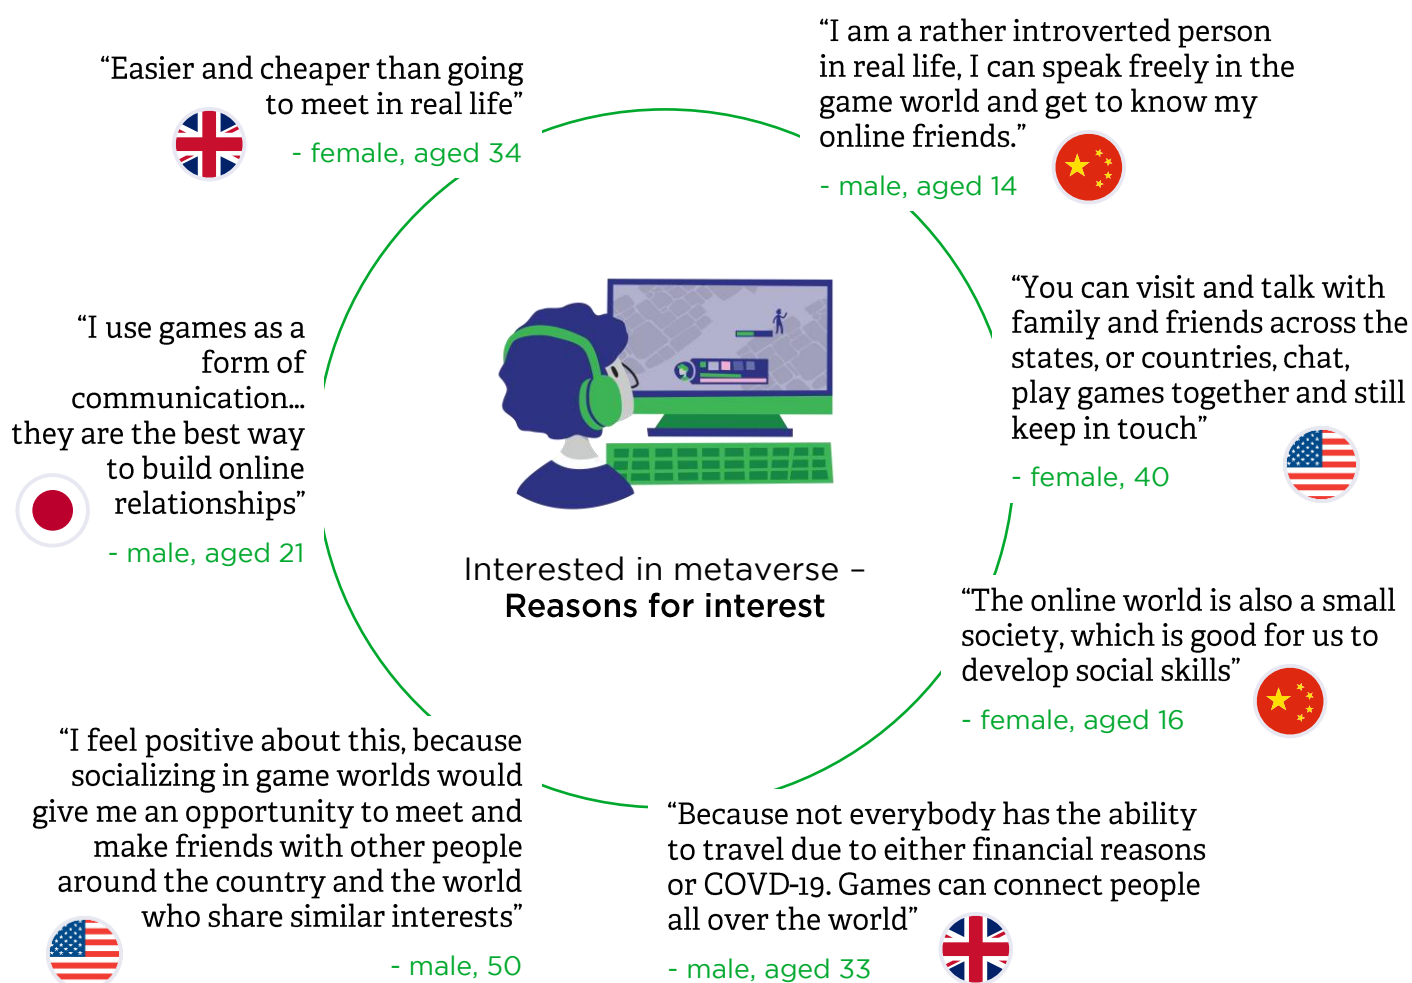 “Easier and cheaper than going
to meet in real life”
- female, aged 34
“I am a rather introverted person
in real life, I can speak freely in the
game world and get to know my
online friends.”
- male, aged 14
“You can visit and talk with
family and friends across the
states, or countries, chat,
play games together and still
keep in touch”
- female, 40
“I use games as a
form of
communication...
they are the best way
to build online
relationships”
- male, aged 21
Interested in metaverse –
Reasons for interest
“The online world is also a small
society, which is good for us to
develop social skills”
- female, aged 16
“I feel positive about this, because
socializing in game worlds would
give me an opportunity to meet and
make friends with other people
around the country and the world
who share similar interests”
- male, 50
“Because not everybody has the ability
to travel due to either financial reasons
or COVD-19. Games can connect people
all over the world”
- male, aged 33